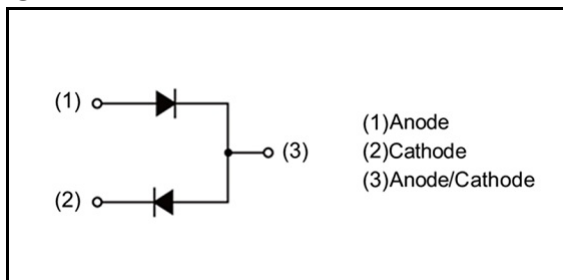 (1)
(3)
(2)
(1)Anode
(2)Cathode
(3)Anode/Cathode